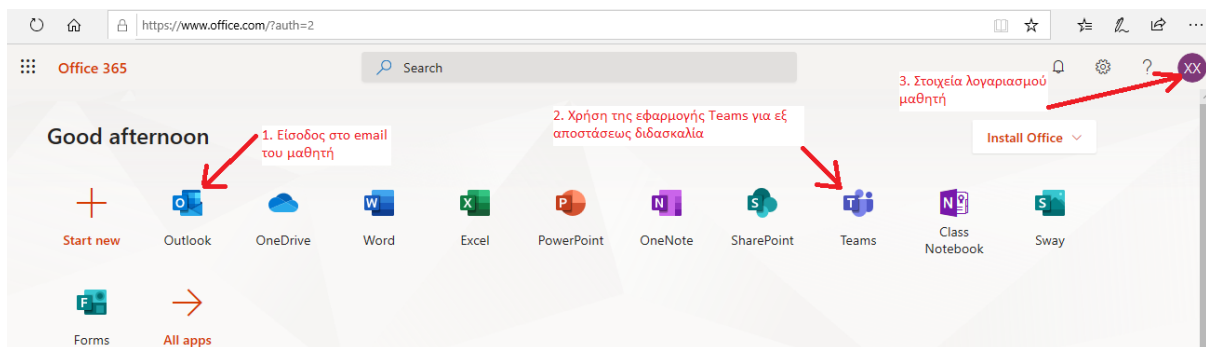 https://www.office.com/?auth=2
Office 365
Search
XX
3. Στοιχεία λογαριασμού
μαθητή
Good afternoon
1. Είσοδος στο email
του μαθητή
2. Χρήση της εφαρμογής Teams για εξ
αποστάσεως διδασκαλία
Install Office
Start new
Outlook
OneDrive
Word
Excel
PowerPoint
OneNote
SharePoint
Teams
Class
Notebook
Sway
Forms
All apps